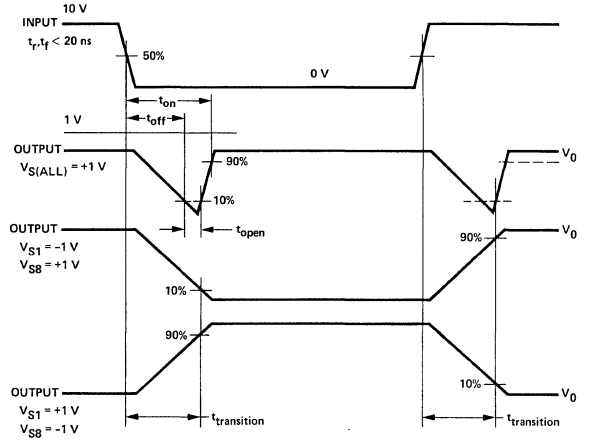 10 V
INPUT
tr,tf < 20 ns
50%
0 V
ton
toff
1 V
OUTPUT
VS(ALL) = +1 V
90%
10%
topen
V0
OUTPUT
VS1 = -1 V
VS8 = +1 V
10%
90%
V0
90%
10%
OUTPUT
VS1 = +1 V
VS8 = -1 V
ttransition
ttransition
V0